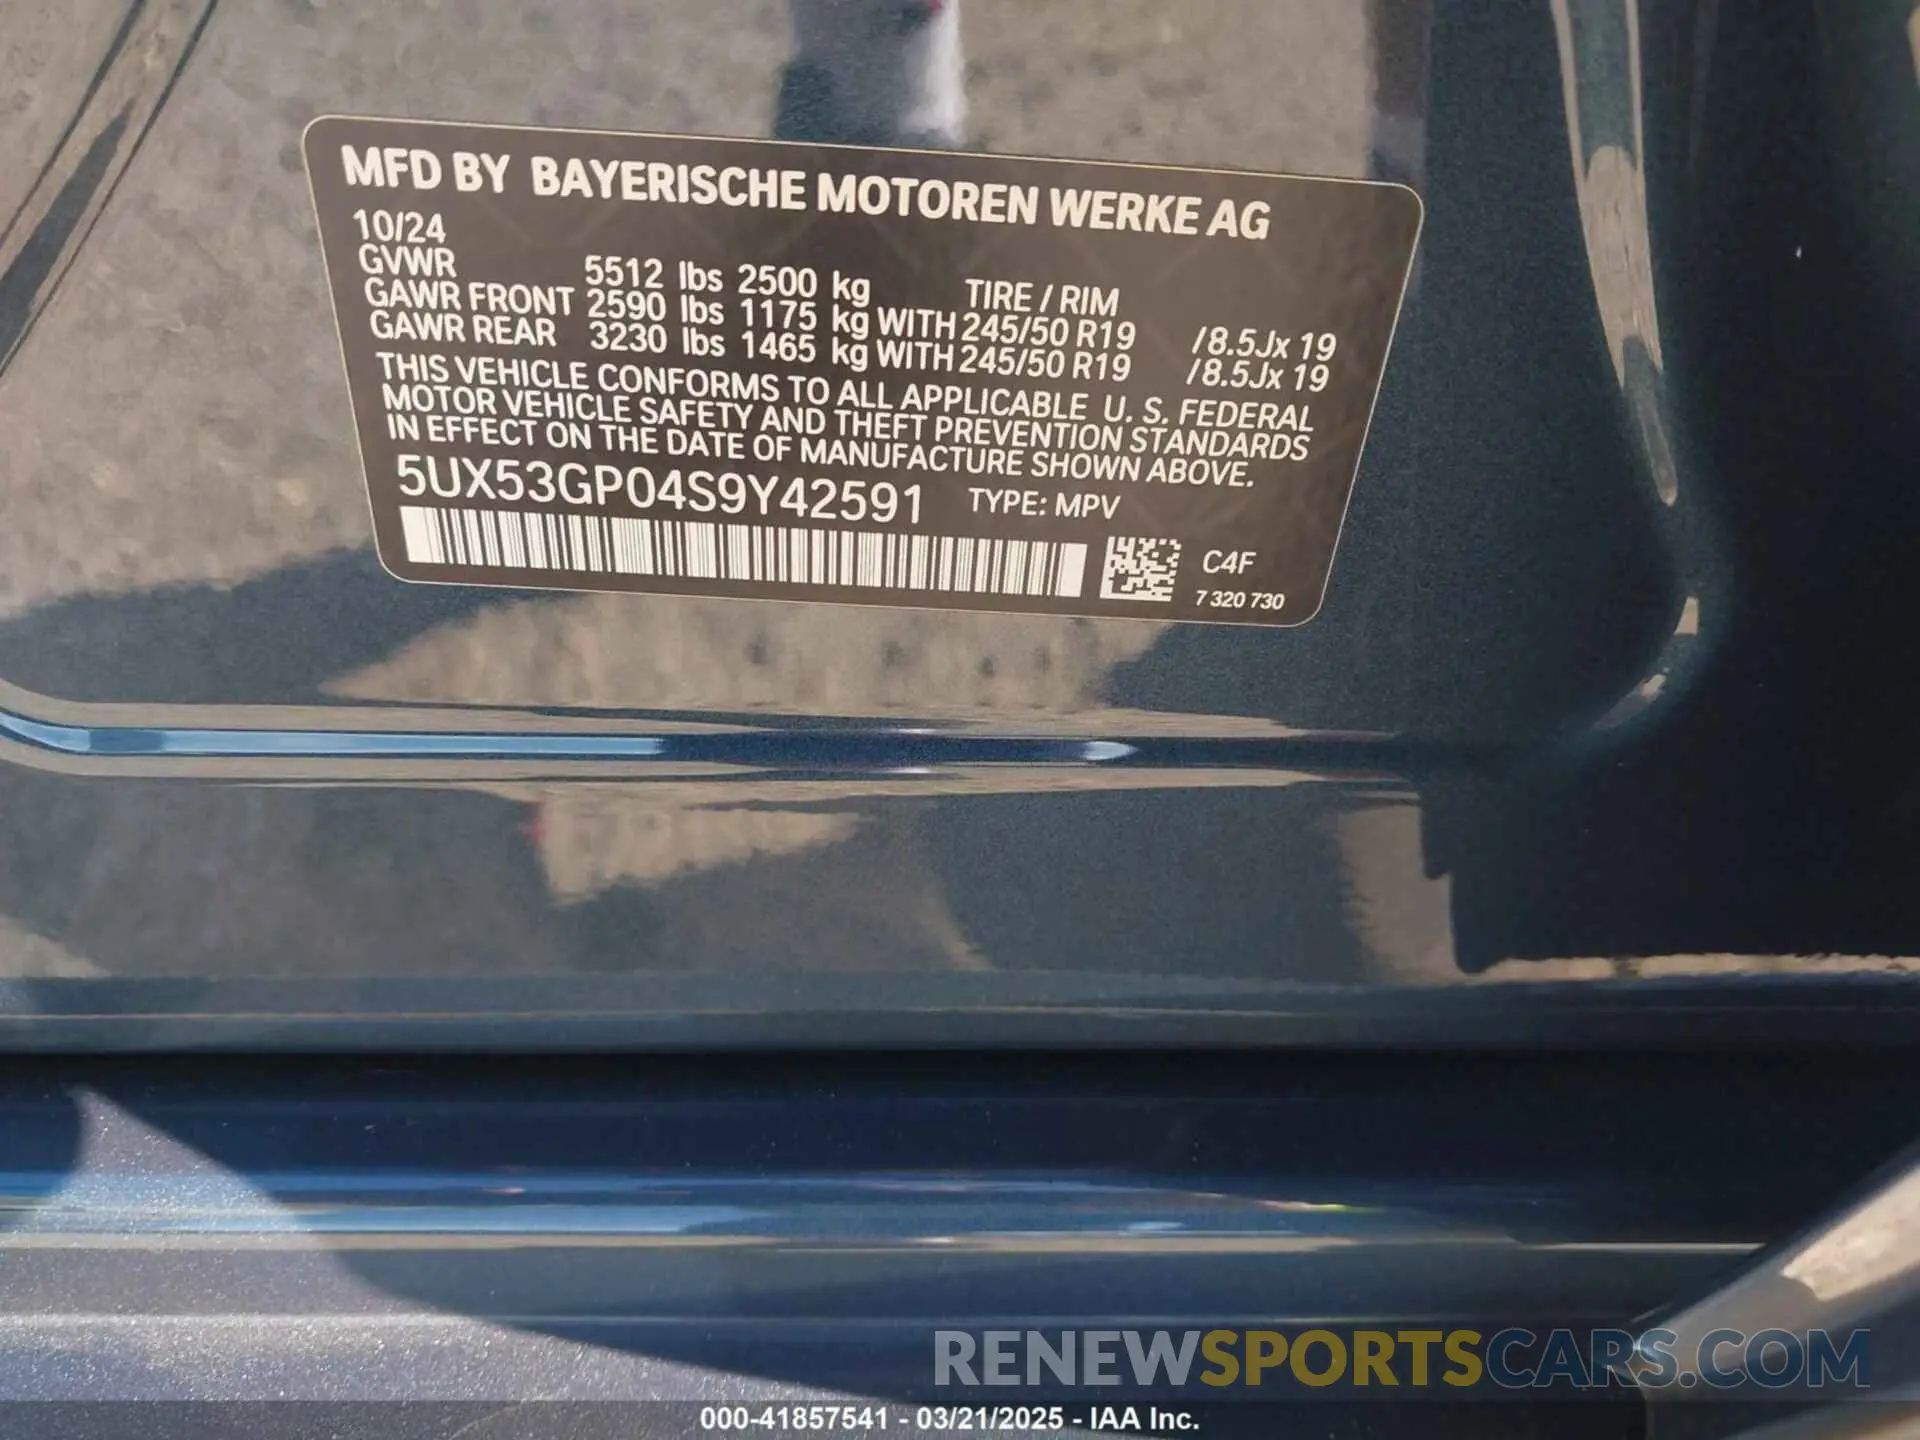 MFD BY BAYERISCHE MOTOREN WERKE AG
10/24
GVWR 5512 lbs 2500 kg TIRE / RIM
GAWR FRONT 2590 lbs 1175 kg WITH 245/50 R19 /8.5Jx 19
GAWR REAR 3230 lbs 1465 kg WITH 245/50 R19 /8.5Jx 19
THIS VEHICLE CONFORMS TO ALL APPLICABLE U. S. FEDERAL
MOTOR VEHICLE SAFETY AND THEFT PREVENTION STANDARDS
IN EFFECT ON THE DATE OF MANUFACTURE SHOWN ABOVE.
5UX53GP04S9Y42591 TYPE: MPV
C4F
7 320 730
RENEWSPORTSCARS.COM
000-41857541 - 03/21/2025 - IAA Inc.